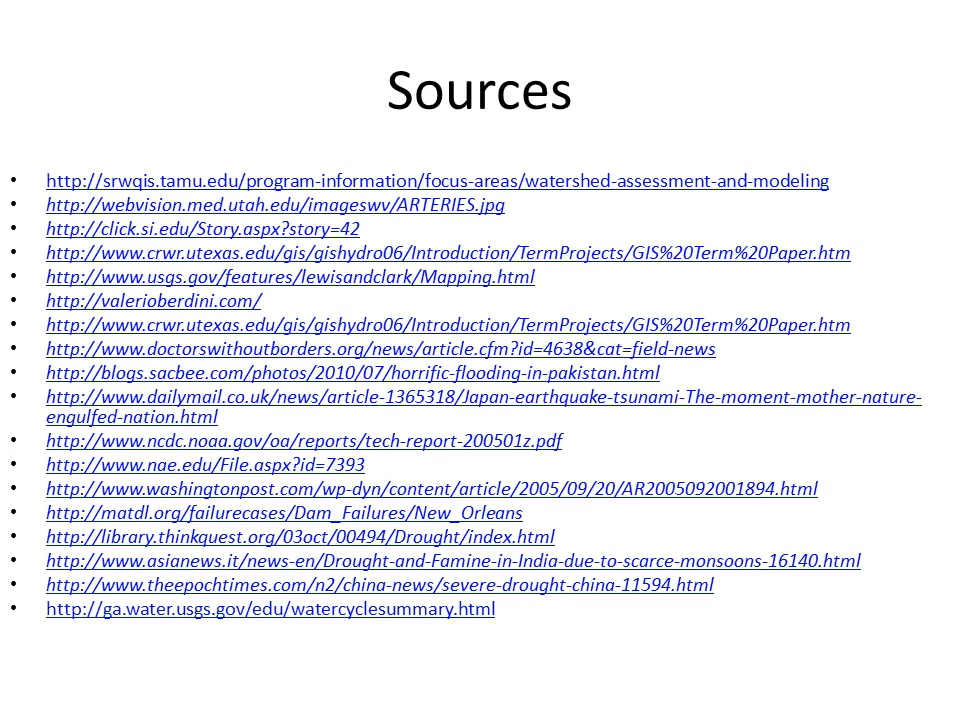 Sources
• http://srwqis.tamu.edu/program-information/focus-areas/watershed-assessment-and-modeling
• http://webvision.med.utah.edu/imageswv/ARTERIES.jpg
• http://click.si.edu/Story.aspx?story=42
• http://www.crwr.utexas.edu/gis/gishydro06/Introduction/TermProjects/GIS%20Term%20Paper.htm
• http://www.usgs.gov/features/lewisandclark/Mapping.html
• http://valerioberdini.com/
• http://www.crwr.utexas.edu/gis/gishydro06/Introduction/TermProjects/GIS%20Term%20Paper.htm
• http://www.doctorswithoutborders.org/news/article.cfm?id=4638&cat=field-news
• http://blogs.sacbee.com/photos/2010/07/horrific-flooding-in-pakistan.html
• http://www.dailymail.co.uk/news/article-1365318/Japan-earthquake-tsunami-The-moment-mother-nature-
engulfed-nation.html
• http://www.ncdc.noaa.gov/oa/reports/tech-report-200501z.pdf
• http://www.nae.edu/File.aspx?id=7393
• http://www.washingtonpost.com/wp-dyn/content/article/2005/09/20/AR2005092001894.html
• http://matdl.org/failurecases/Dam_Failures/New_Orleans
• http://library.thinkquest.org/03oct/00494/Drought/index.html
• http://www.asianews.it/news-en/Drought-and-Famine-in-India-due-to-scarce-monsoons-16140.html
• http://www.theepochtimes.com/n2/china-news/severe-drought-china-11594.html
• http://ga.water.usgs.gov/edu/watercyclesummary.html